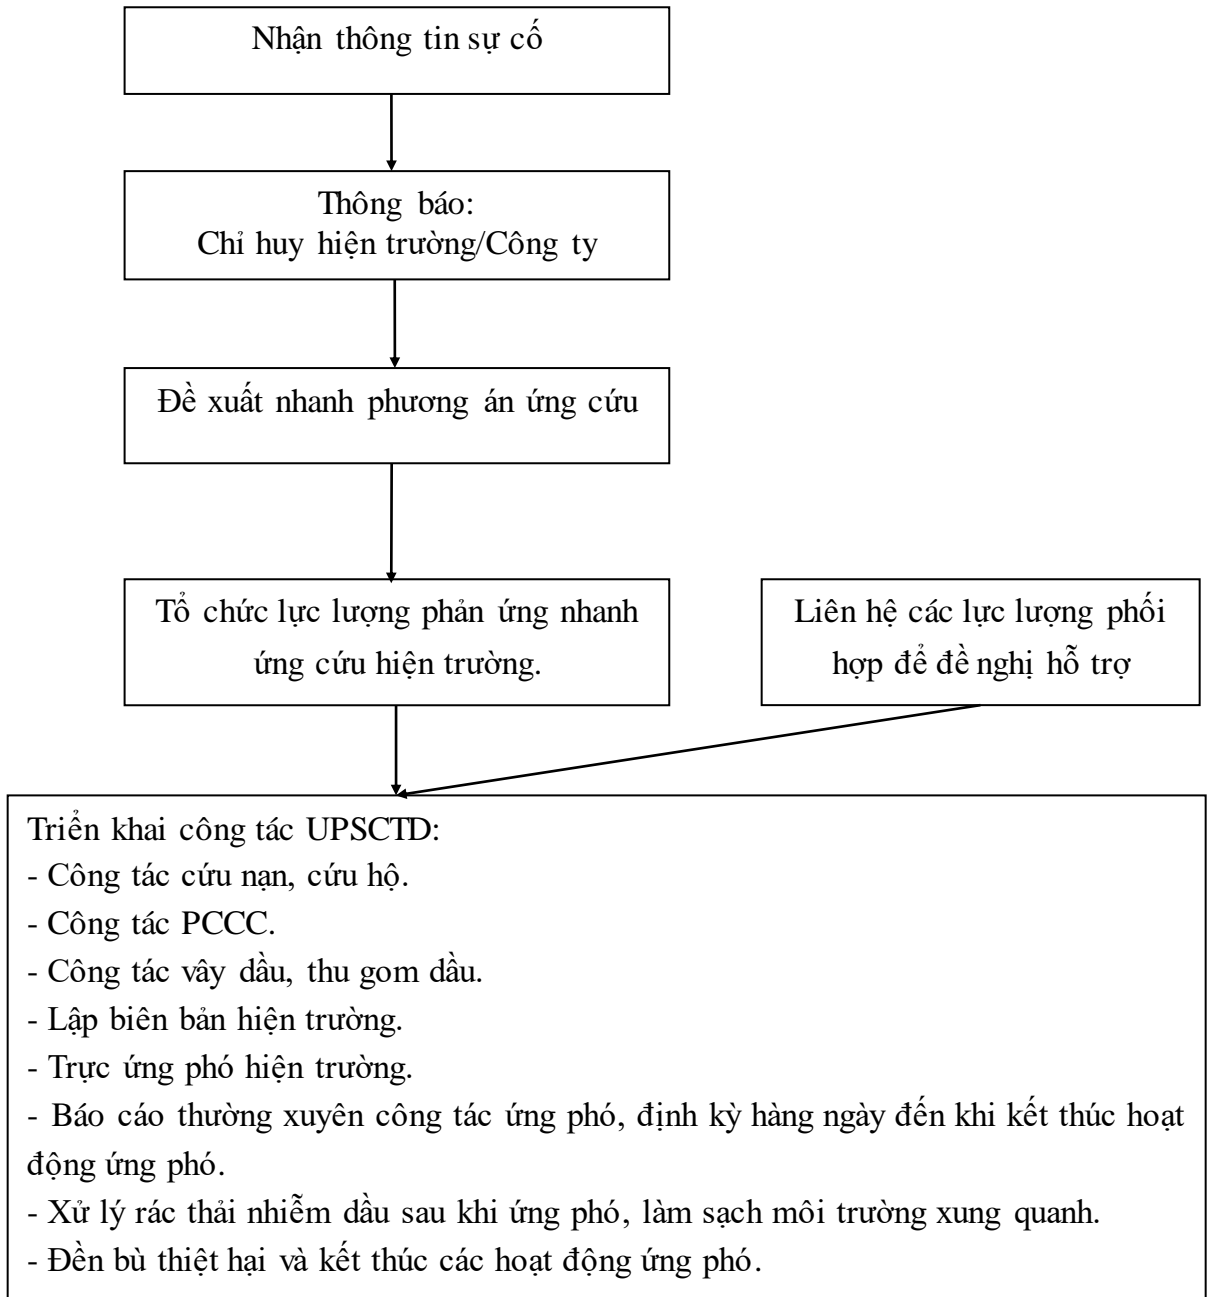 Nhận thông tin sự cố
Thông báo:
Chỉ huy hiện trường/Công ty
Đề xuất nhanh phương án ứng cứu
Tổ chức lực lượng phản ứng nhanh
ứng cứu hiện trường.
Liên hệ các lực lượng phối
hợp để đề nghị hỗ trợ
Triển khai công tác UPSCTD:
- Công tác cứu nạn, cứu hộ.
- Công tác PCCC.
- Công tác vây dầu, thu gom dầu.
- Lập biên bản hiện trường.
- Trực ứng phó hiện trường.
- Báo cáo thường xuyên công tác ứng phó, định kỳ hàng ngày đến khi kết thúc hoạt
động ứng phó.
- Xử lý rác thải nhiễm dầu sau khi ứng phó, làm sạch môi trường xung quanh.
- Đền bù thiệt hại và kết thúc các hoạt động ứng phó.